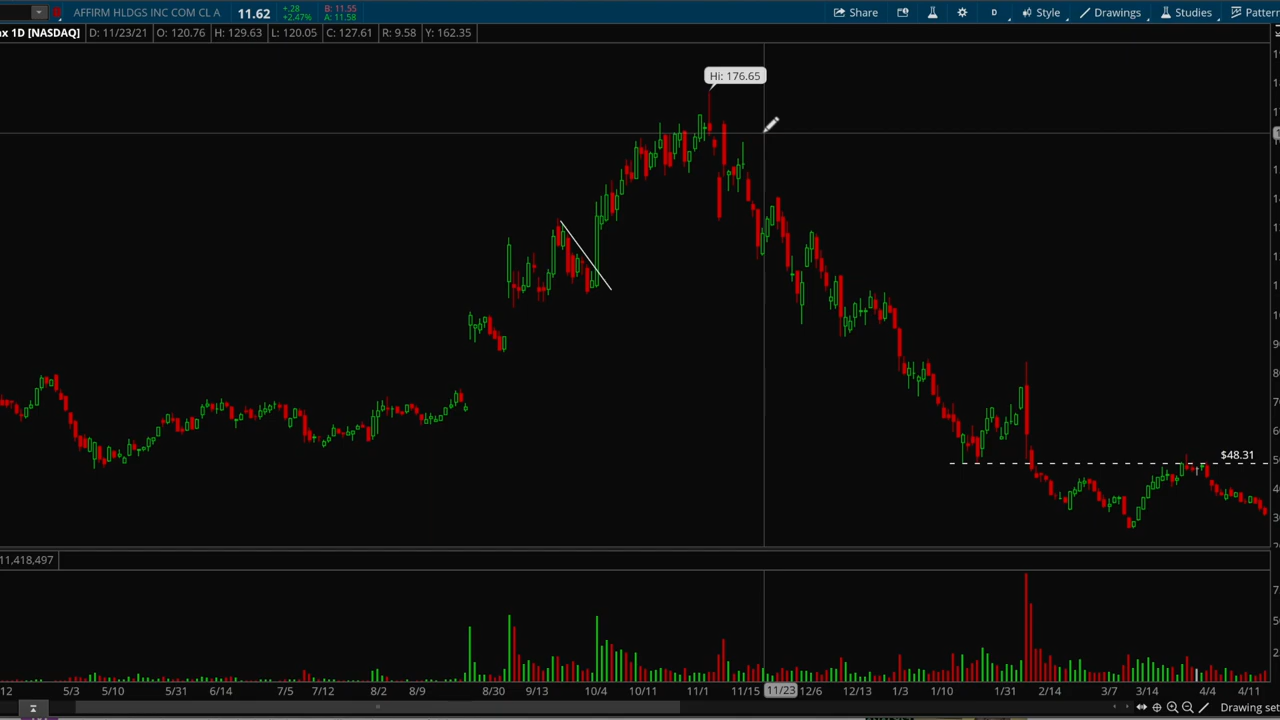 AFFIRM HLDGS INC COM CL A 11.62 +.28 B: 11.55
+2.47% A: 11.58
Share D Style Drawings Studies Pattern
ax 1D [NASDAQ] D: 11/23/21 O: 120.76 H: 129.63 L: 120.05 C: 127.61 R: 9.58 Y: 162.35
Hi: 176.65
$48.31
11,418,497
12 5/3 5/10 5/31 6/14 7/5 7/12 8/2 8/9 8/30 9/13 10/4 10/11 11/1 11/15 11/23 12/6 12/13 1/3 1/10 1/31 2/14 3/7 3/14 4/4 4/11
Drawing set